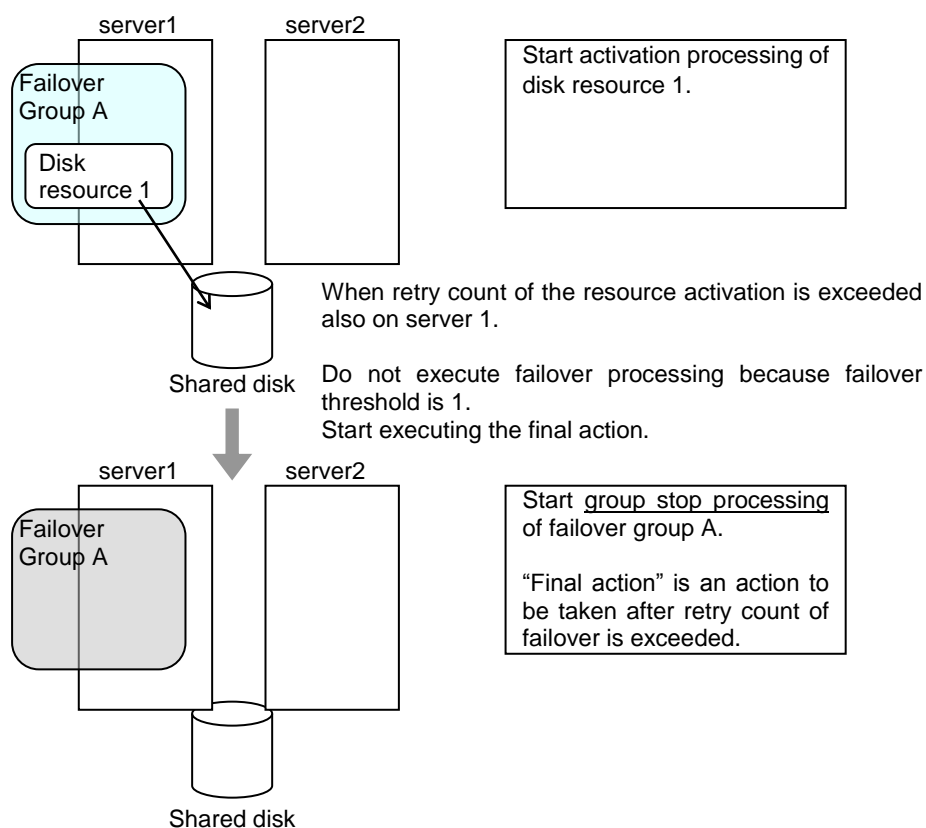 server1
server2
Failover
Group A
Disk
resource 1
Start activation processing of
disk resource 1.
When retry count of the resource activation is exceeded
also on server 1.
Shared disk
Do not execute failover processing because failover
threshold is 1.
Start executing the final action.
server1
server2
Failover
Group A
Start group stop processing
of failover group A.
“Final action” is an action to
be taken after retry count of
failover is exceeded.
Shared disk